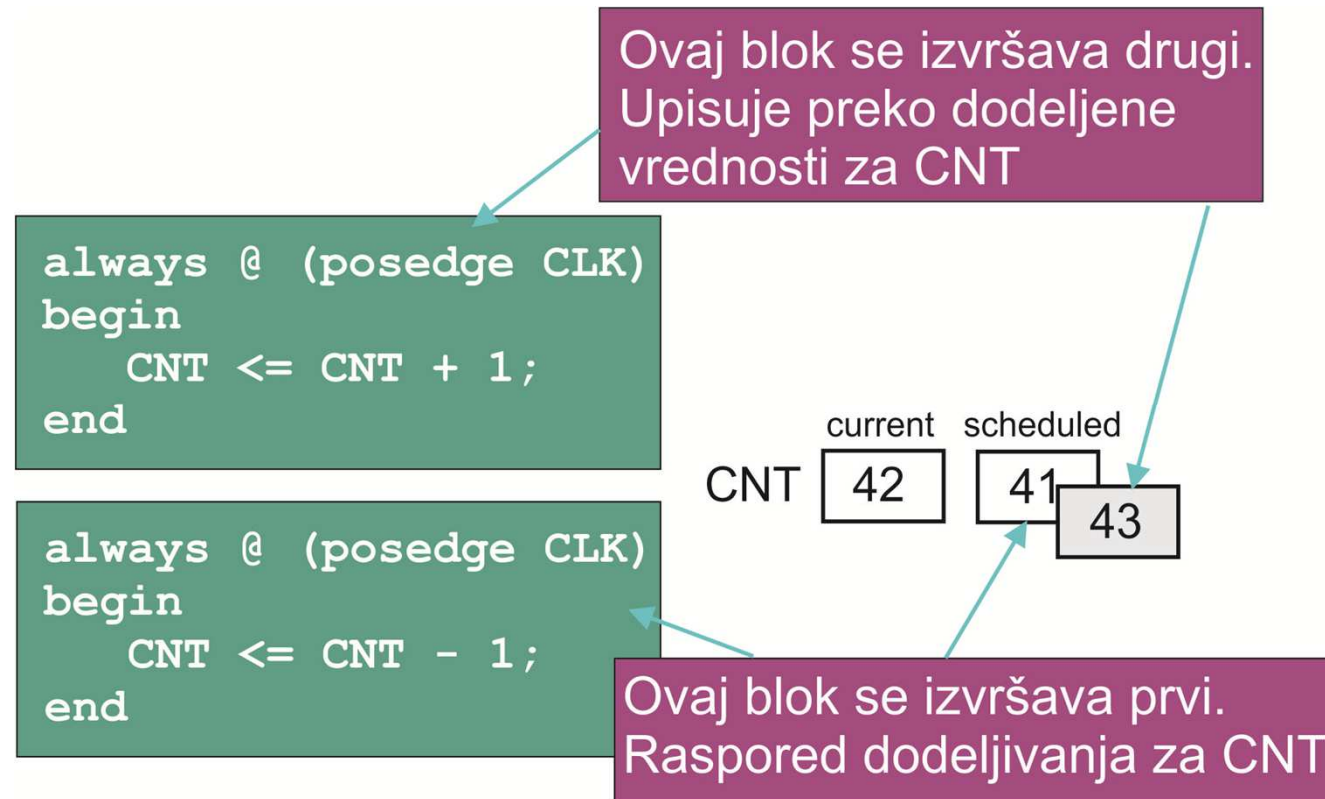 Ovaj blok se izvršava drugi.
Upisuje preko dodeljene
vrednosti za CNT
always @ (posedge CLK)
begin
CNT <= CNT + 1;
end
current scheduled
CNT 42 41
43
always @ (posedge CLK)
begin
CNT <= CNT - 1;
end
Ovaj blok se izvršava prvi.
Raspored dodeljivanja za CNT